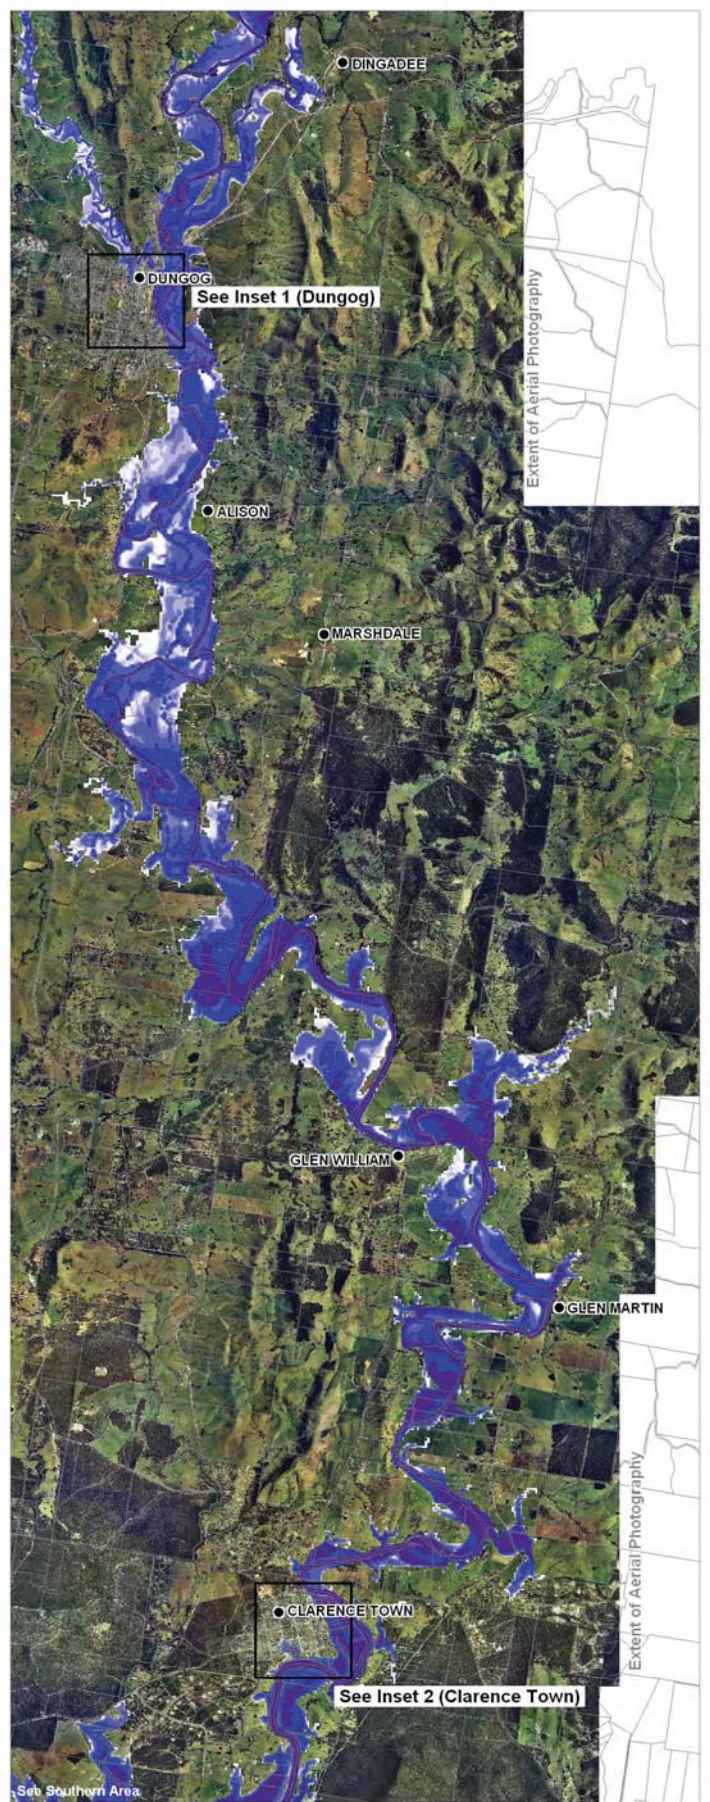 DINGADEE
DUNGOG
See Inset 1 (Dungog)
Extent of Aerial Photography
ALISON
MARSHDALE
GLEN WILLIAM
GLEN MARTIN
Extent of Aerial Photography
CLARENCE TOWN
See Inset 2 (Clarence Town)
See Southern Area